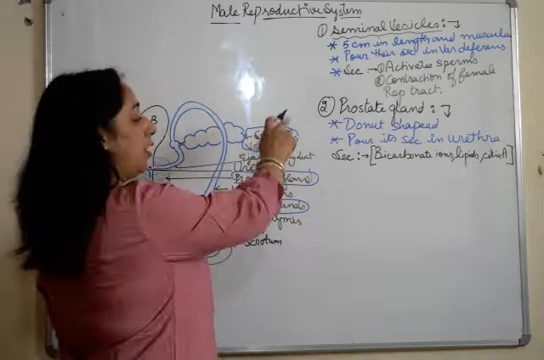 Male Reproductive System
① Seminal Vesicles :→
* 5 cm in length and muscular
* Pour their sec in Vas deferens
* Sec :→ ① Activates sperms
② Contraction of female
Rep tract.
② Prostate gland :→
* Donut shaped
* Pour its sec in urethra
Sec :→ [Bicarbonate ions, lipids, citric A]
B
Scrotum